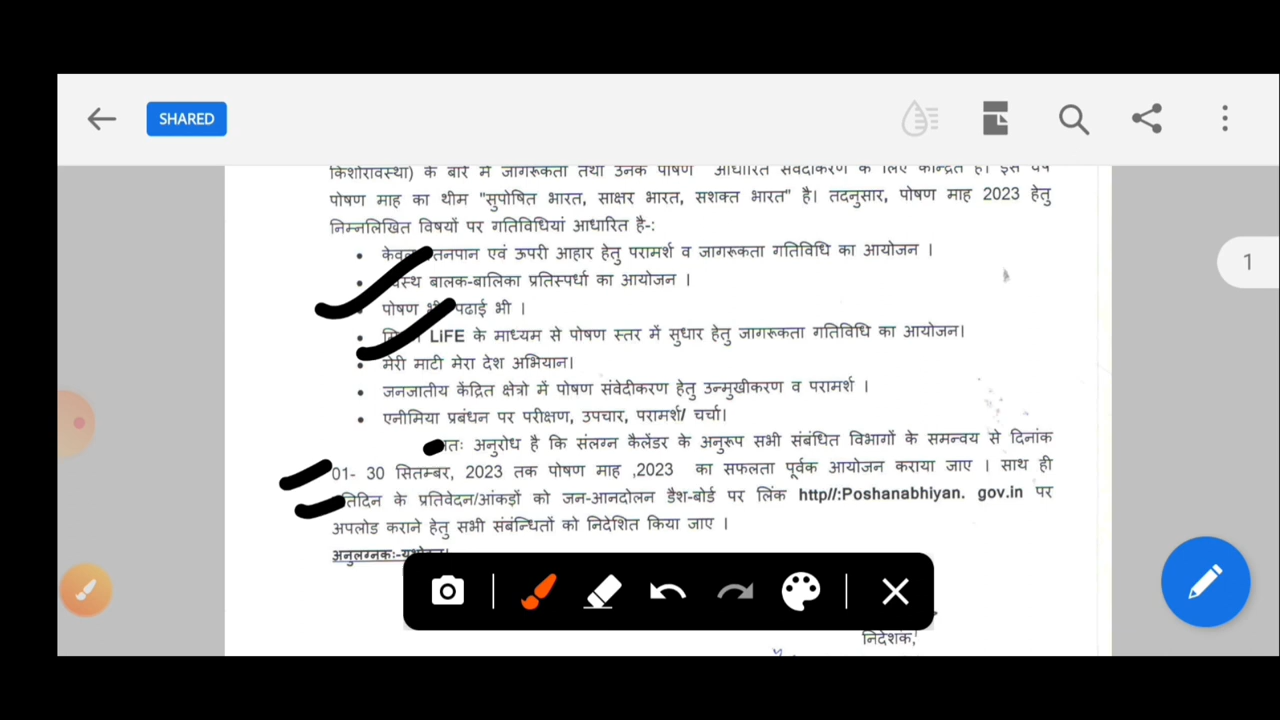 SHARED
किशोरावस्था) के बारे में जागरूकता तथा उनके पोषण आधारित संवेदीकरण के लिए केन्द्रित है। इस वर्ष
पोषण माह का थीम "सुपोषित भारत, साक्षर भारत, सशक्त भारत" है। तदनुसार, पोषण माह 2023 हेतु
निम्नलिखित विषयों पर गतिविधियां आधारित है-:
• एवं ऊपरी आहार हेतु परामर्श व जागरूकता गतिविधि का आयोजन ।
• बालक-बालिका प्रतिस्पर्धा का आयोजन ।
पोषण भी पढाई भी ।
• LiFE के माध्यम से पोषण स्तर में सुधार हेतु जागरूकता गतिविधि का आयोजन।
• मेरी माटी मेरा देश अभियान।
• जनजातीय केंद्रित क्षेत्रो में पोषण संवेदीकरण हेतु उन्मुखीकरण व परामर्श ।
• एनीमिया प्रबंधन पर परीक्षण, उपचार, परामर्श/ चर्चा।
अनुरोध है कि संलग्न कैलेंडर के अनुरूप सभी संबंधित विभागों के समन्वय से दिनांक
01- 30 सितम्बर, 2023 तक पोषण माह ,2023 का सफलता पूर्वक आयोजन कराया जाए । साथ ही
के प्रतिवेदन/आंकड़ों को जन-आनदोलन डैश-बोर्ड पर लिंक http//:Poshanabhiyan. gov.in पर
अपलोड कराने हेतु सभी संबंन्धितों को निदेशित किया जाए ।
अनुलग्नकः-
निदेशक,
1